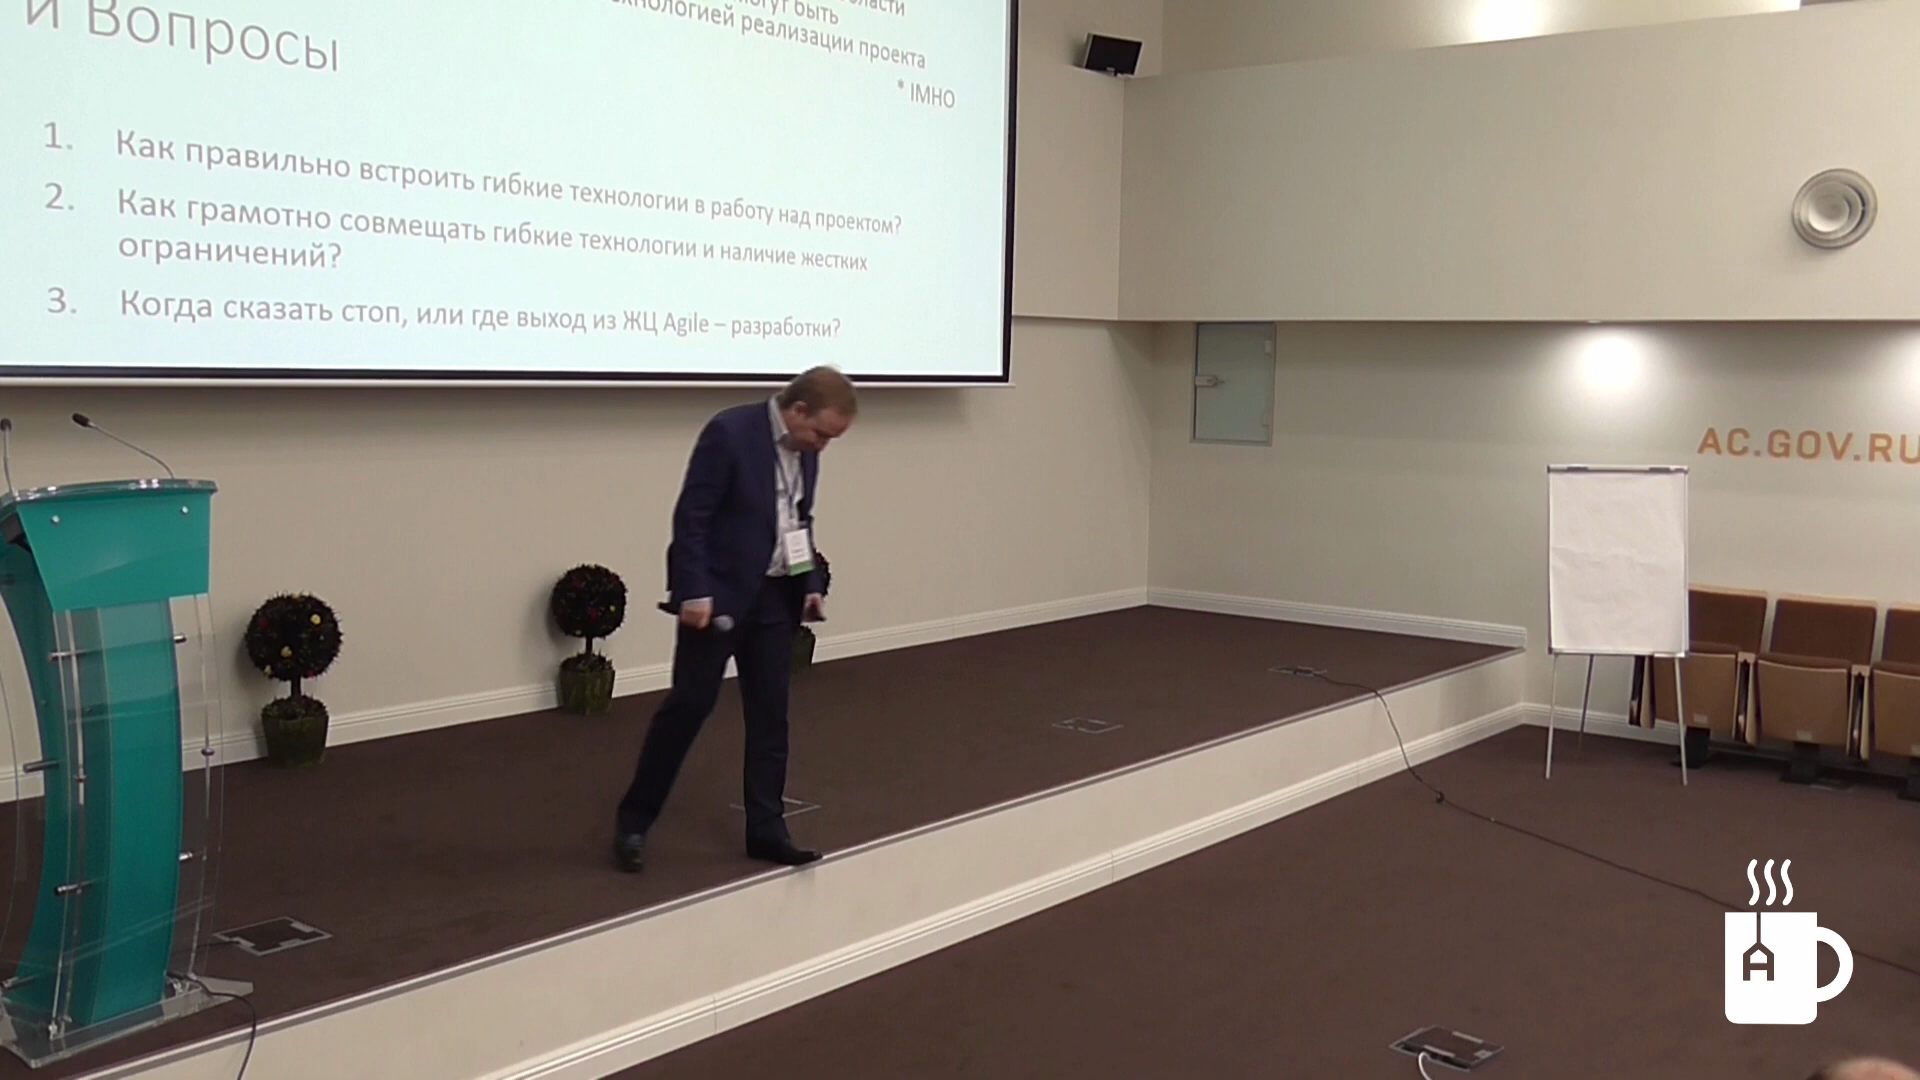 и Вопросы
быть
реализации проекта
* IMHO
1. Как правильно встроить гибкие технологии в работу над проектом?
2. Как грамотно совмещать гибкие технологии и наличие жестких
ограничений?
3. Когда сказать стоп, или где выход из ЖЦ Agile – разработки?
AC.GOV.RU
A